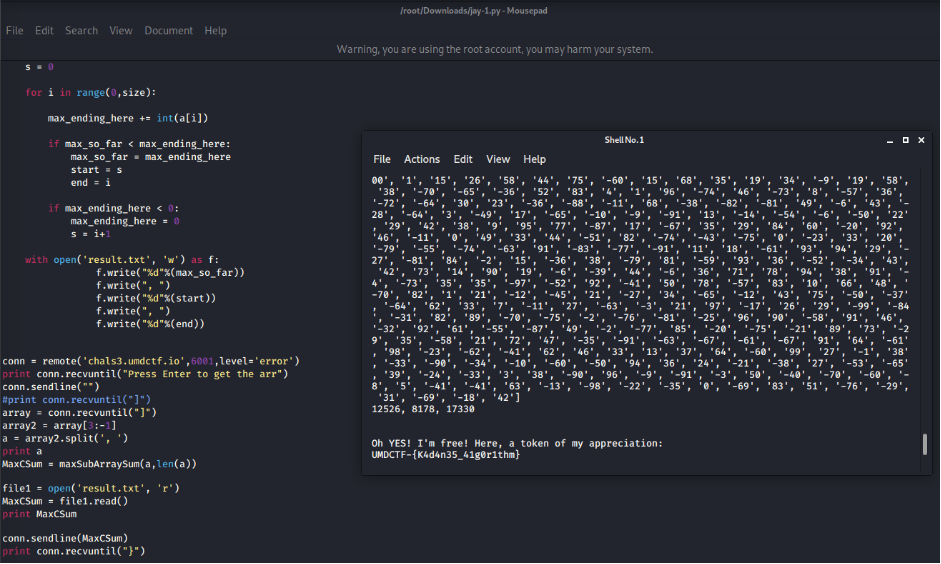 /root/Downloads/jay-1.py - Mousepad
File Edit Search View Document Help
Warning, you are using the root account, you may harm your system.
s = 0
for i in range(0,size):
max_ending_here += int(a[i])
if max_so_far < max_ending_here:
max_so_far = max_ending_here
start = s
end = i
if max_ending_here < 0:
max_ending_here = 0
s = i+1
with open('result.txt', 'w') as f:
f.write("%d"%(max_so_far))
f.write(", ")
f.write("%d"%(start))
f.write(", ")
f.write("%d"%(end))
conn = remote('chals3.umdctf.io',6001,level='error')
print conn.recvuntil("Press Enter to get the arr")
conn.sendline("")
#print conn.recvuntil("]")
array = conn.recvuntil("]")
array2 = array[3:-1]
a = array2.split(', ')
print a
MaxCSum = maxSubArraySum(a,len(a))
file1 = open('result.txt', 'r')
MaxCSum = file1.read()
print MaxCSum
conn.sendline(MaxCSum)
print conn.recvuntil("}")
Shell No.1
File Actions Edit View Help
00', '1', '15', '26', '58', '44', '75', '-60', '15', '68', '35', '19', '34', '-9', '19', '58',
'38', '-70', '-65', '-36', '52', '83', '4', '1', '96', '-74', '46', '-73', '8', '-57', '36',
'-72', '-64', '30', '23', '-36', '-88', '-11', '68', '-38', '-82', '-81', '49', '-6', '43', '-
28', '-64', '3', '-49', '17', '-65', '-10', '-9', '-91', '13', '-14', '-54', '-6', '-50', '22'
, '29', '42', '38', '9', '95', '77', '-87', '17', '-67', '35', '29', '84', '60', '-20', '92',
'46', '-11', '0', '49', '33', '44', '-51', '82', '-74', '-43', '-75', '0', '-23', '33', '20',
'-79', '-55', '-74', '-63', '91', '-83', '-77', '-91', '11', '18', '-61', '93', '94', '29', '-
27', '-81', '84', '-2', '15', '-36', '38', '-79', '81', '-59', '93', '36', '-52', '-34', '43',
'42', '73', '14', '90', '19', '-6', '-39', '44', '-6', '36', '71', '78', '94', '38', '91', '-
4', '-73', '35', '35', '-97', '-52', '92', '-41', '50', '78', '-57', '83', '10', '66', '48', '
-70', '82', '1', '21', '-12', '-45', '21', '-27', '34', '-65', '-12', '43', '75', '-50', '-37'
, '-64', '62', '33', '7', '-11', '27', '-63', '-3', '21', '97', '-17', '26', '29', '-99', '-84
', '-31', '82', '89', '-70', '-75', '-2', '-76', '-81', '-25', '96', '90', '-58', '91', '46',
'-32', '92', '61', '-55', '-87', '49', '-2', '-77', '85', '-20', '-75', '-21', '89', '73', '-2
9', '35', '-58', '21', '72', '47', '-35', '-91', '-63', '-67', '-61', '-67', '91', '64', '-61'
, '98', '-23', '-62', '-41', '62', '46', '33', '13', '37', '64', '-60', '99', '27', '-1', '38'
, '-33', '-90', '-34', '-10', '-60', '-50', '94', '36', '24', '-21', '-38', '27', '-53', '-65'
, '39', '-24', '-33', '3', '38', '-90', '96', '-9', '-91', '-3', '50', '-40', '-70', '-60', '-
8', '5', '-41', '-41', '63', '-13', '-98', '-22', '-35', '0', '-69', '83', '51', '-76', '-29',
'31', '-69', '-18', '42']
12526, 8178, 17330
Oh YES! I'm free! Here, a token of my appreciation:
UMDCTF-{K4d4n35_41g0r1thm}